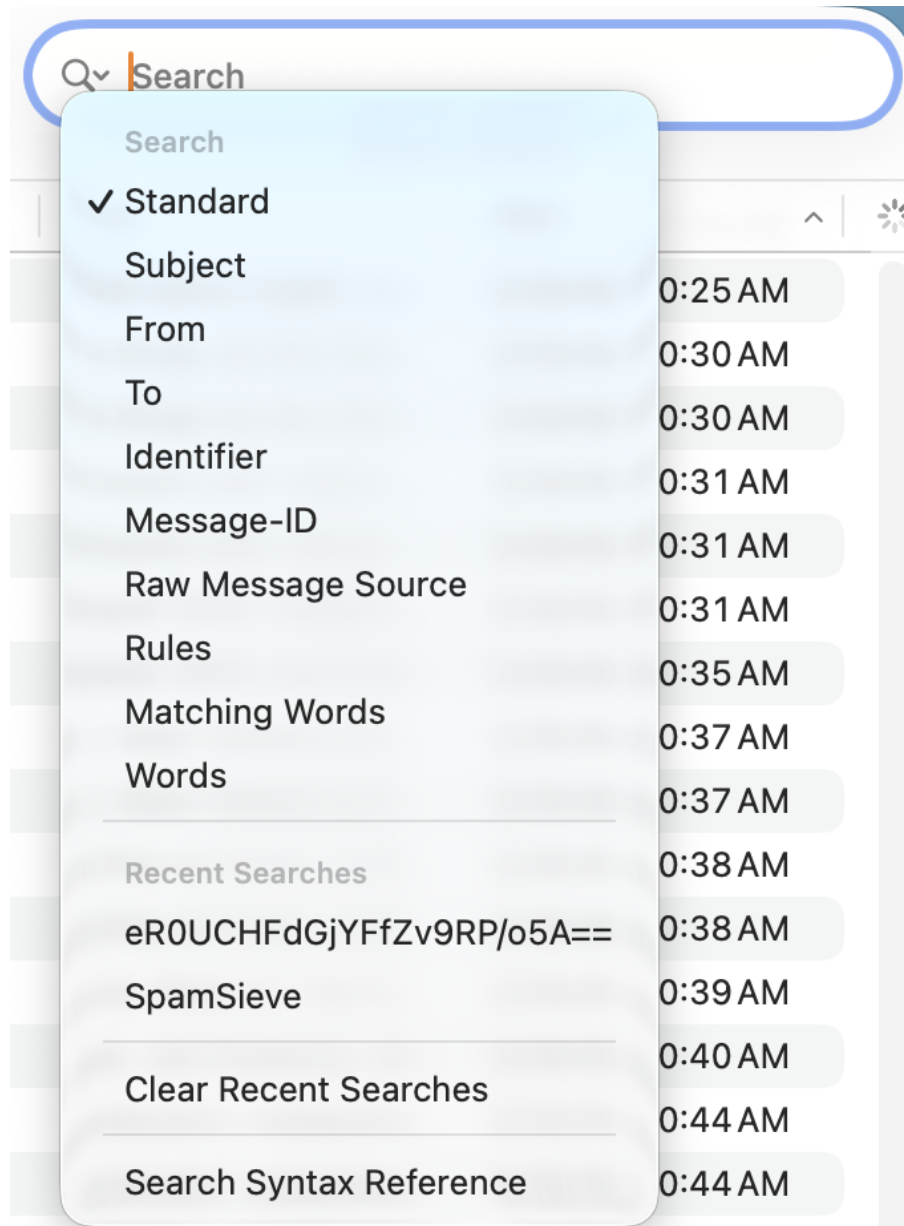 Search
Search
✓ Standard
Subject
From
To
Identifier
Message-ID
Raw Message Source
Rules
Matching Words
Words
Recent Searches
eR0UCHFdGjYFfZv9RP/o5A==
SpamSieve
Clear Recent Searches
Search Syntax Reference
0:25 AM
0:30 AM
0:30 AM
0:31 AM
0:31 AM
0:31 AM
0:35 AM
0:37 AM
0:37 AM
0:38 AM
0:38 AM
0:39 AM
0:40 AM
0:44 AM
0:44 AM